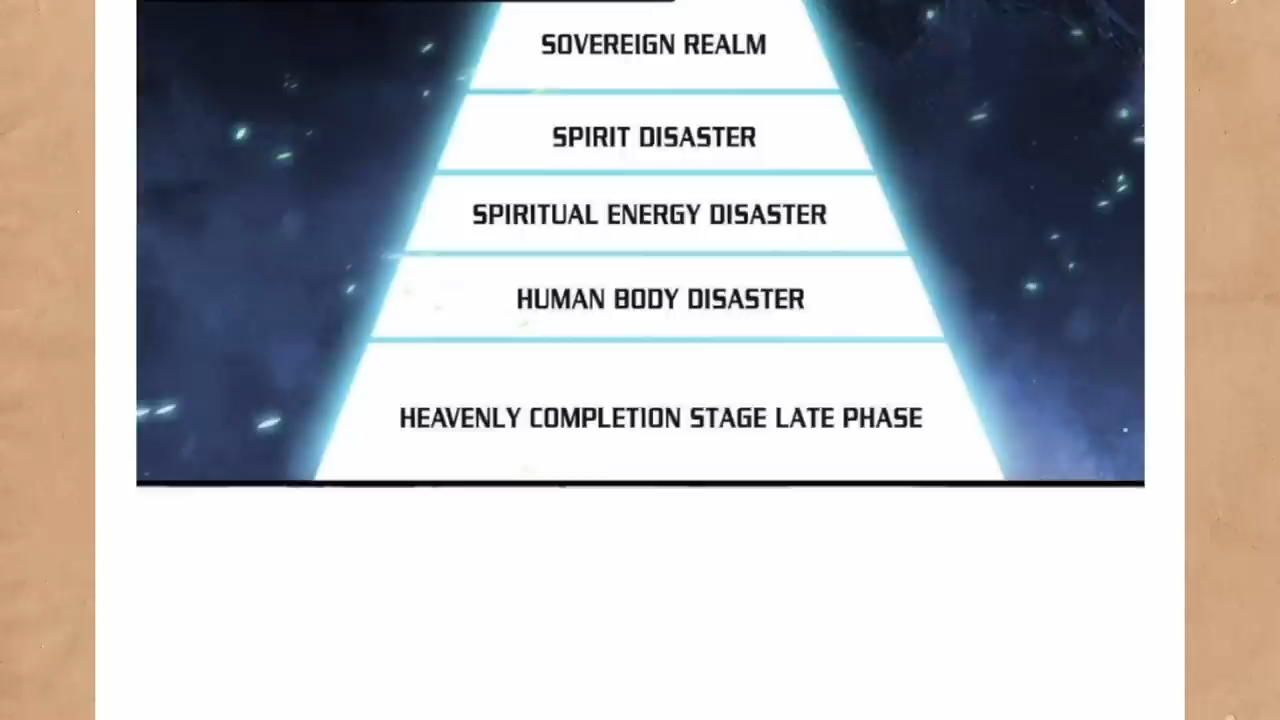 SOVEREIGN REALM
SPIRIT DISASTER
SPIRITUAL ENERGY DISASTER
HUMAN BODY DISASTER
HEAVENLY COMPLETION STAGE LATE PHASE